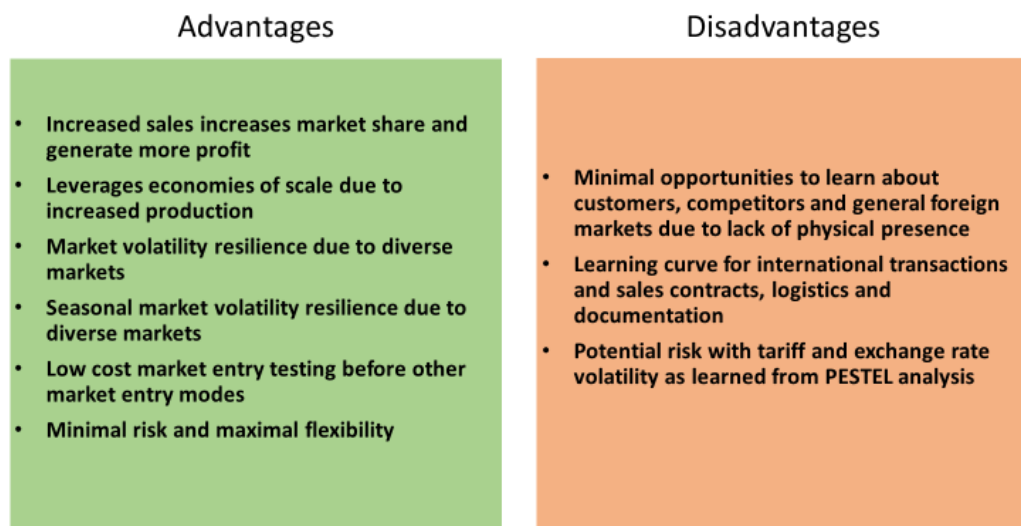 Advantages
• Increased sales increases market share and
generate more profit
• Leverages economies of scale due to
increased production
• Market volatility resilience due to diverse
markets
• Seasonal market volatility resilience due to
diverse markets
• Low cost market entry testing before other
market entry modes
• Minimal risk and maximal flexibility
Disadvantages
• Minimal opportunities to learn about
customers, competitors and general foreign
markets due to lack of physical presence
• Learning curve for international transactions
and sales contracts, logistics and
documentation
• Potential risk with tariff and exchange rate
volatility as learned from PESTEL analysis